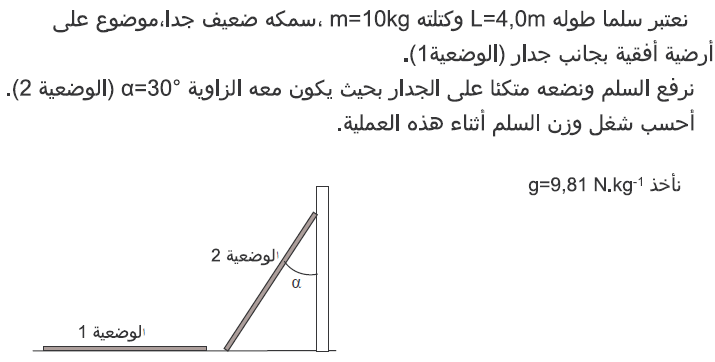 نعتبر سلما طوله L=4,0m وكتلته m=10kg ،سمكه ضعيف جدا،موضوع على
أرضية أفقية بجانب جدار (الوضعية1).
نرفع السلم ونضعه متكئا على الجدار بحيث يكون معه الزاوية α=30° (الوضعية 2).
أحسب شغل وزن السلم أثناء هذه العملية.
نأخذ g=9,81 N.kg-1
الوضعية 2
α
الوضعية 1